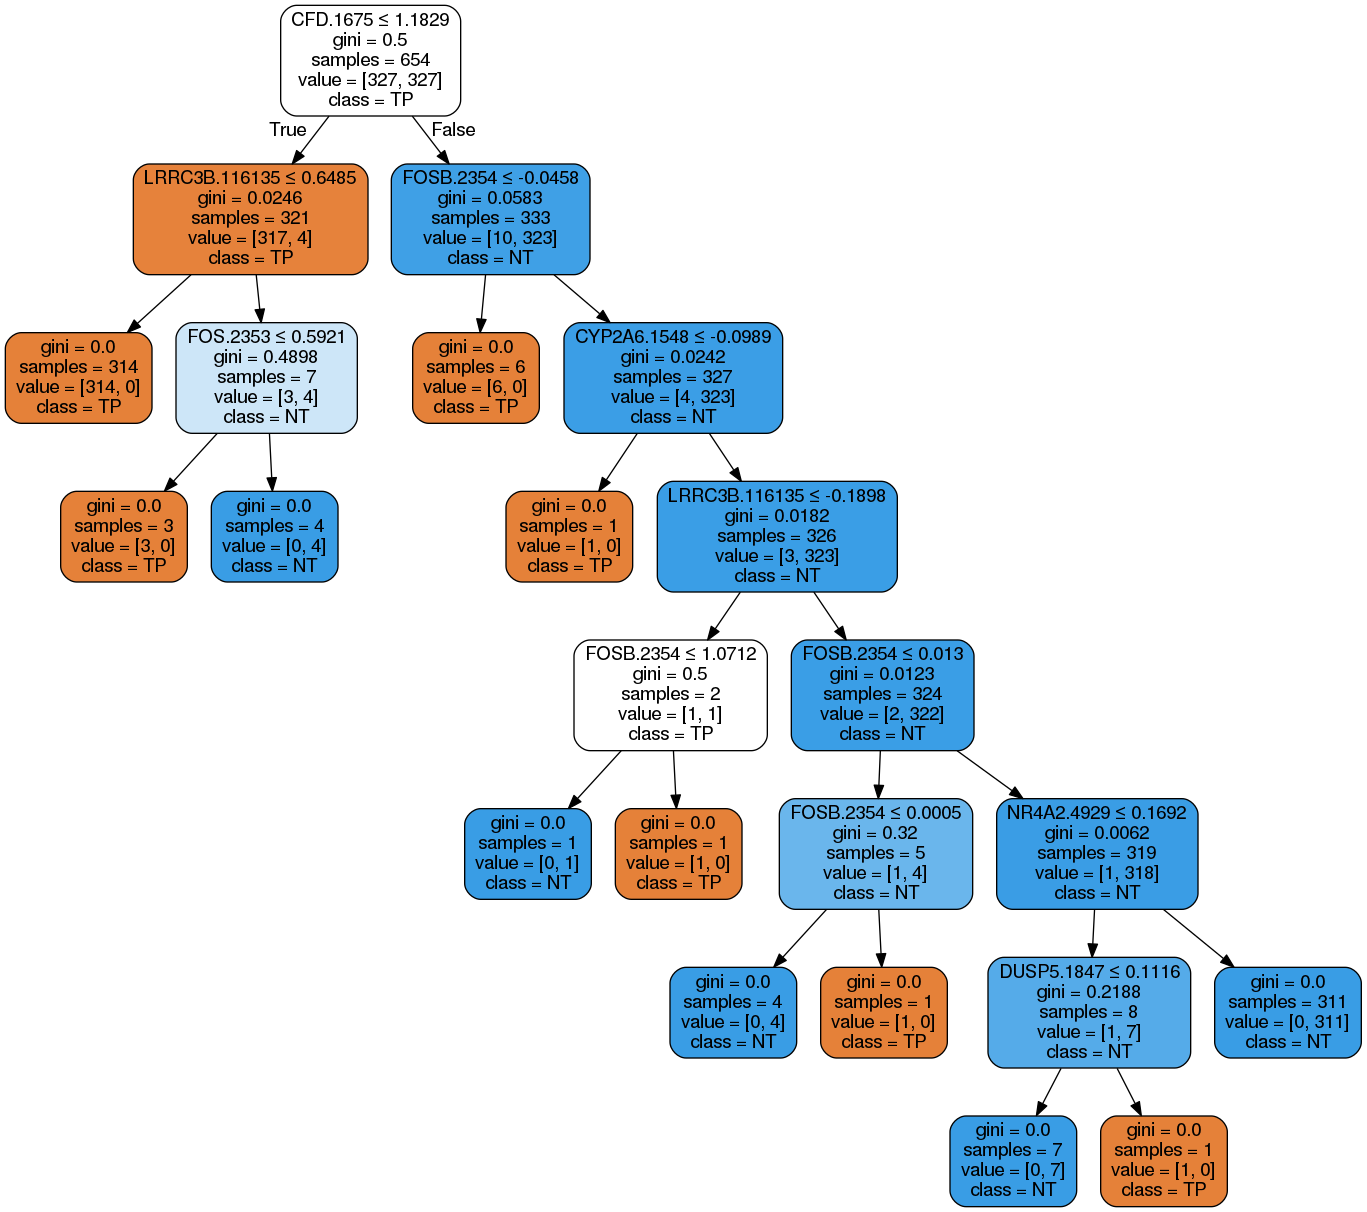 CFD.1675 ≤ 1.1829
gini = 0.5
samples = 654
value = [327, 327]
class = TP
True
False
LRRC3B.116135 ≤ 0.6485
gini = 0.0246
samples = 321
value = [317, 4]
class = TP
FOSB.2354 ≤ -0.0458
gini = 0.0583
samples = 333
value = [10, 323]
class = NT
gini = 0.0
samples = 314
value = [314, 0]
class = TP
FOS.2353 ≤ 0.5921
gini = 0.4898
samples = 7
value = [3, 4]
class = NT
gini = 0.0
samples = 6
value = [6, 0]
class = TP
CYP2A6.1548 ≤ -0.0989
gini = 0.0242
samples = 327
value = [4, 323]
class = NT
gini = 0.0
samples = 3
value = [3, 0]
class = TP
gini = 0.0
samples = 4
value = [0, 4]
class = NT
gini = 0.0
samples = 1
value = [1, 0]
class = TP
LRRC3B.116135 ≤ -0.1898
gini = 0.0182
samples = 326
value = [3, 323]
class = NT
FOSB.2354 ≤ 1.0712
gini = 0.5
samples = 2
value = [1, 1]
class = TP
FOSB.2354 ≤ 0.013
gini = 0.0123
samples = 324
value = [2, 322]
class = NT
gini = 0.0
samples = 1
value = [0, 1]
class = NT
gini = 0.0
samples = 1
value = [1, 0]
class = TP
FOSB.2354 ≤ 0.0005
gini = 0.32
samples = 5
value = [1, 4]
class = NT
NR4A2.4929 ≤ 0.1692
gini = 0.0062
samples = 319
value = [1, 318]
class = NT
gini = 0.0
samples = 4
value = [0, 4]
class = NT
gini = 0.0
samples = 1
value = [1, 0]
class = TP
DUSP5.1847 ≤ 0.1116
gini = 0.2188
samples = 8
value = [1, 7]
class = NT
gini = 0.0
samples = 311
value = [0, 311]
class = NT
gini = 0.0
samples = 7
value = [0, 7]
class = NT
gini = 0.0
samples = 1
value = [1, 0]
class = TP